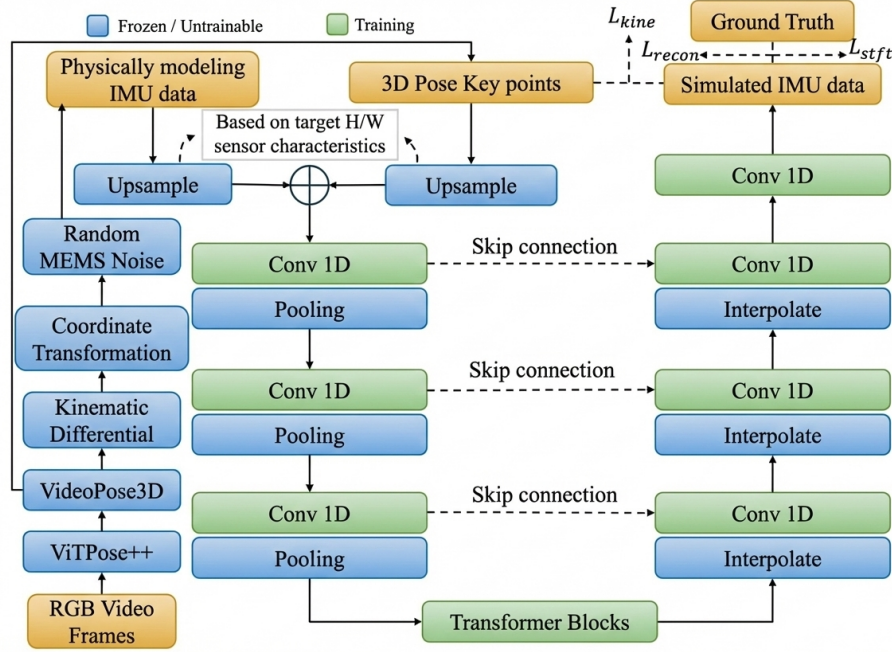 Frozen / Untrainable
Training
Physically modeling
IMU data
3D Pose Key points
L_kine
Ground Truth
L_recon
L_stft
Simulated IMU data
Based on target H/W
sensor characteristics
Upsample
Upsample
Conv 1D
Random
MEMS Noise
Conv 1D
Skip connection
Conv 1D
Pooling
Interpolate
Coordinate
Transformation
Conv 1D
Skip connection
Conv 1D
Kinematic
Differential
Pooling
Interpolate
VideoPose3D
Conv 1D
Skip connection
Conv 1D
ViTPose++
Pooling
Interpolate
RGB Video
Frames
Transformer Blocks